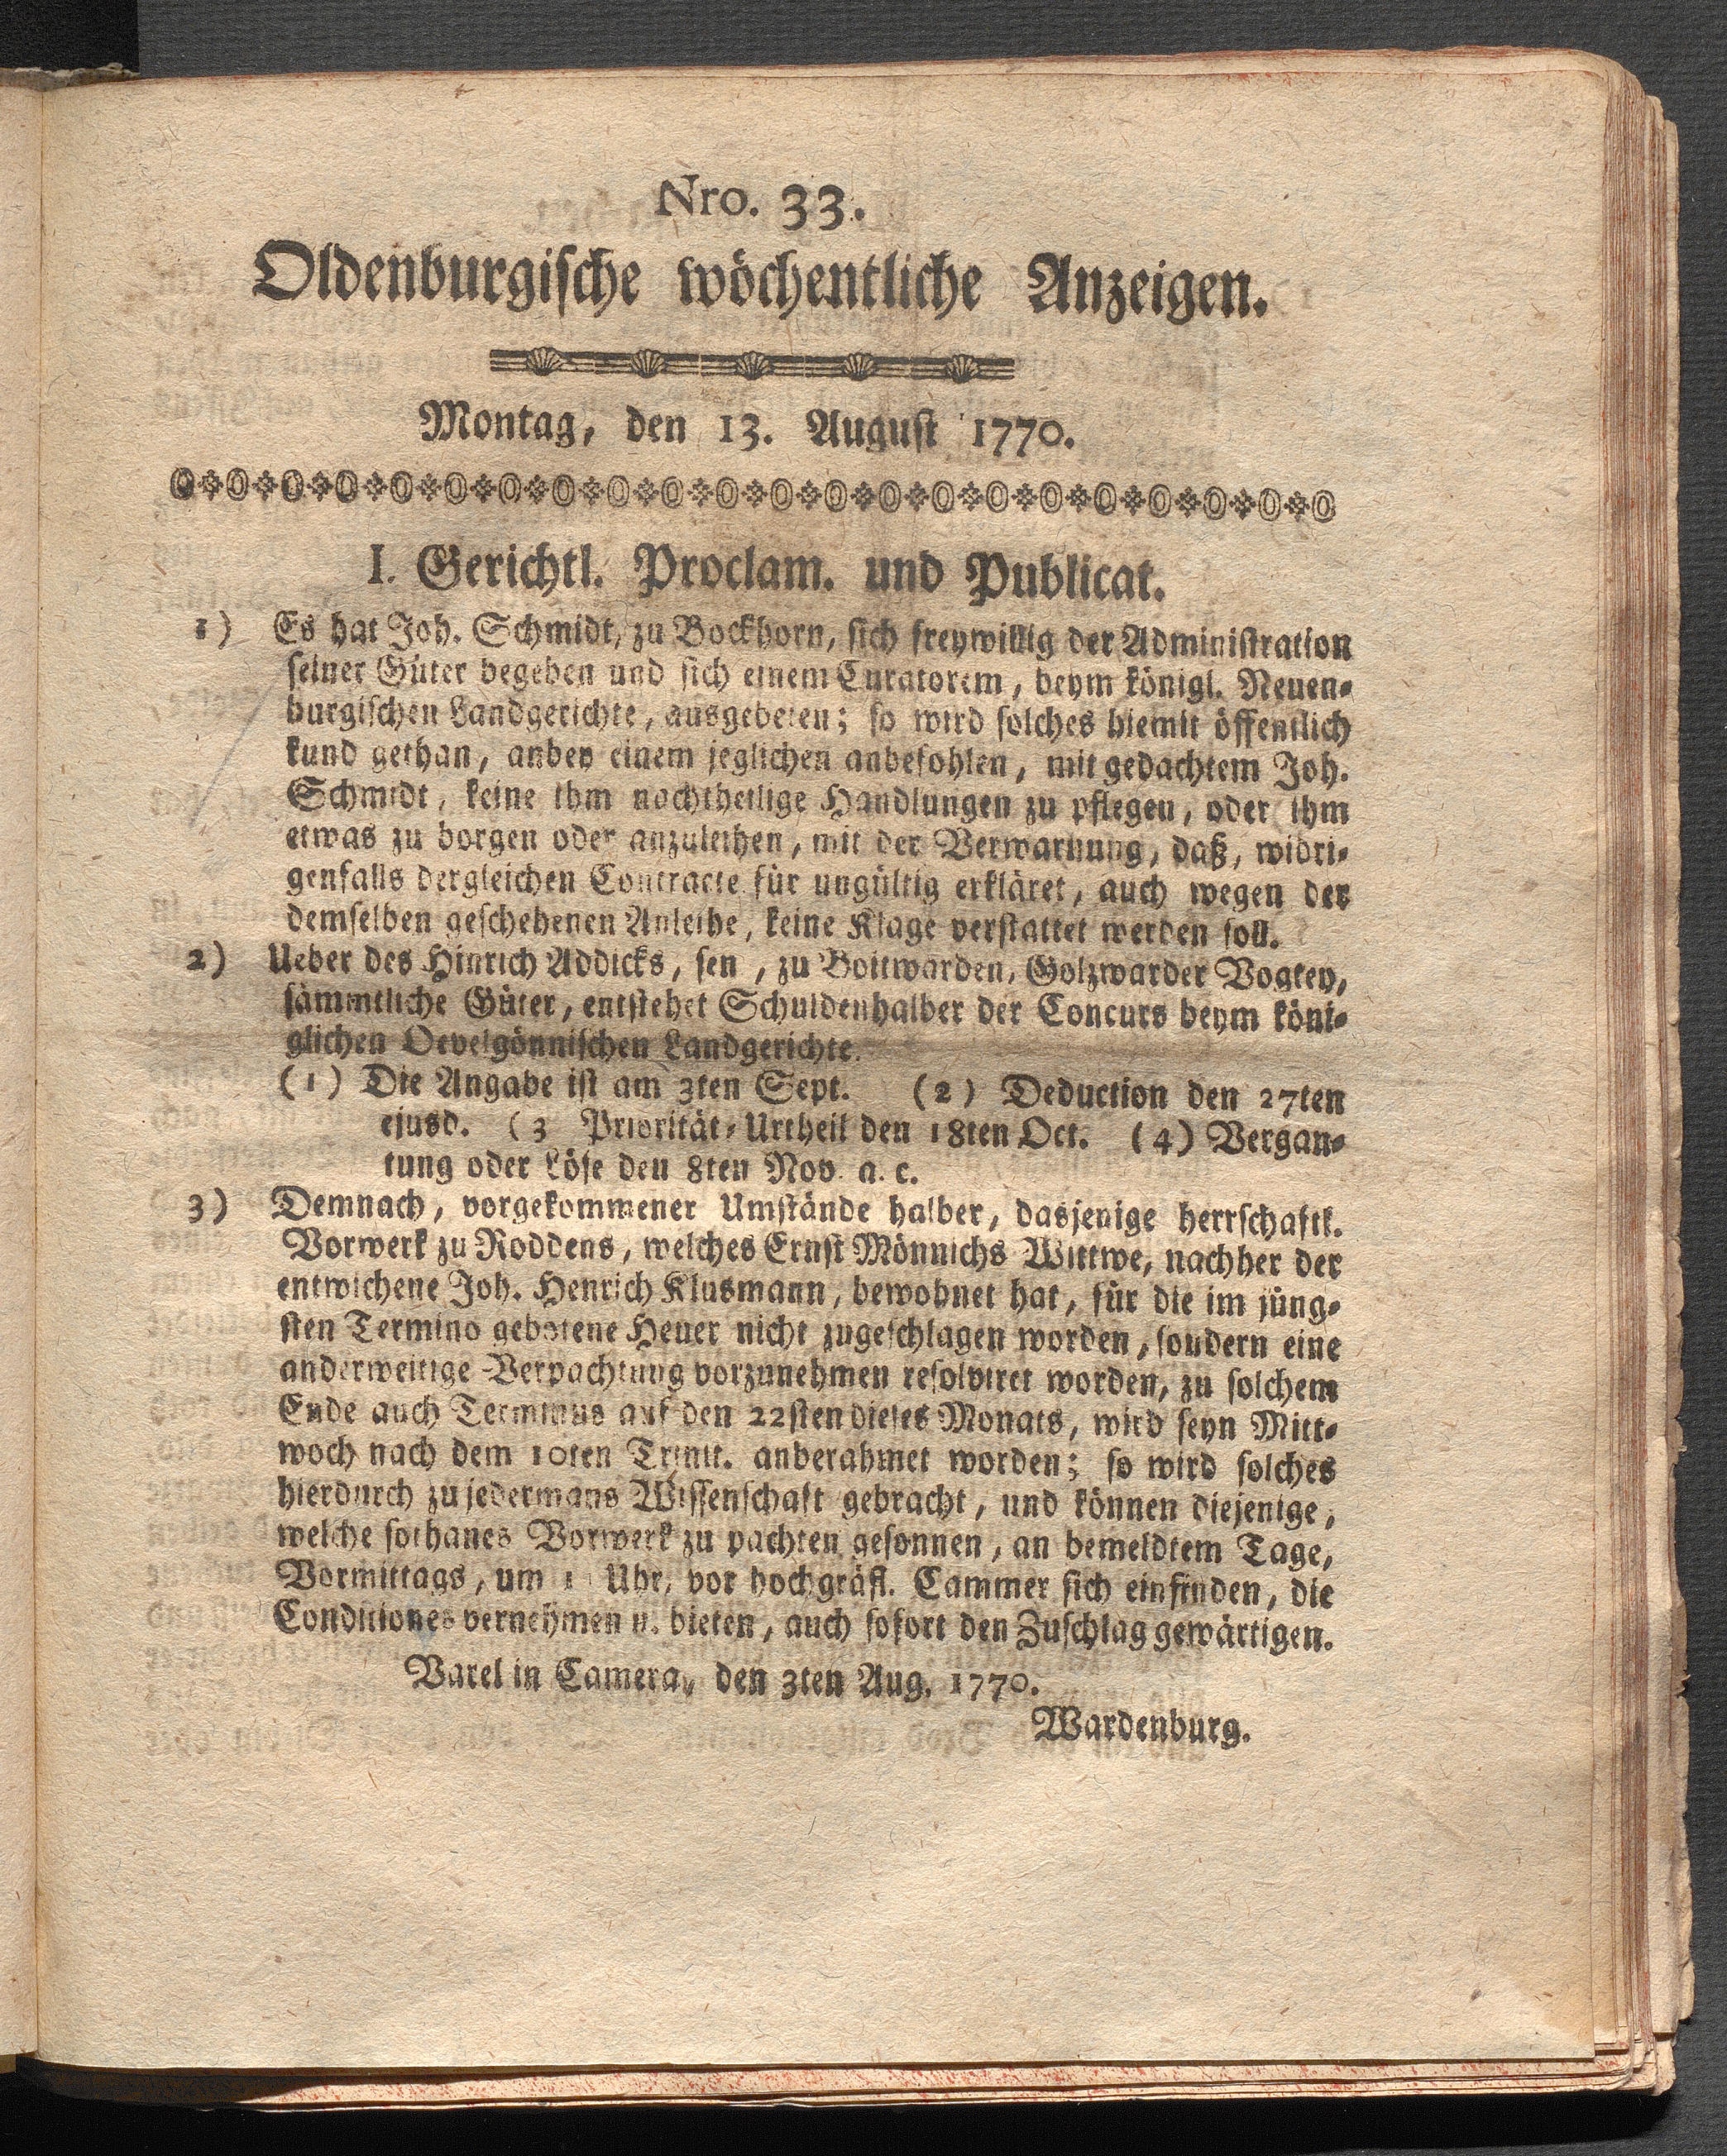 Nro. 33.
Oldenburgische wöchentliche Anzeigen.
Montag, den 13. August 1770.
I. Gerichtl. Proclam. und Publicat.
1) Es hat Joh. Schmidt, zu Bockhorn, sich freywillig der Administration
seiner Güter begeben und sich einem Curatorem, beym königl. Neuen-
burgischen Landgerichte, ausgebeten; so wird solches hiemit öffentlich
kund gethan, anbey einem jeglichen anbefohlen, mit gedachtem Joh.
Schmidt, keine ihm nachtheilige Handlungen zu pflegen, oder ihm
etwas zu borgen oder anzuleihen, mit der Verwarnung, daß, widri-
genfalls dergleichen Contracte für ungültig erkläret, auch wegen der
demselben geschehenen Anleihe, keine Klage verstattet werden soll.
2) Ueber des Hinrich Addicks, sen, zu Boitwarden, Golzwarder Vogtey,
sämmtliche Güter, entstehet Schuldenhalber der Concurs beym köni-
glichen Oevelgönnischen Landgerichte.
(1) Die Angabe ist am 3ten Sept. (2) Deduction den 27ten
ejusd. (3 Priorität-Urtheil den 18ten Oct. (4) Vergan-
tung oder Löse den 8ten Nov. a. c.
3) Demnach, vorgekommener Umstände halber, dasjenige herrschaftl.
Vorwerk zu Roddens, welches Ernst Mönnichs Wittwe, nachher der
entwichene Joh. Henrich Klusmann, bewohnet hat, für die im jüng-
sten Termino gebotene Heuer nicht zugeschlagen worden, sondern eine
anderweitige Verpachtung vorzunehmen resolviret worden, zu solchem
Ende auch Terminus auf den 22sten dieses Monats, wird seyn Mitt-
woch nach dem 10ten Trinit. anberahmet worden; so wird solches
hierdurch zu jedermans Wissenschaft gebracht, und können diejenige,
welche sothanes Vorwerk zu pachten gesonnen, an bemeldtem Tage,
Vormittags, um Uhr, vor hochgräfl. Cammer sich einfinden, die
Conditiones vernehmen u. bieten, auch sofort den Zuschlag gewärtigen.
Varel in Camera, den 3ten Aug. 1770.
Wardenburg.